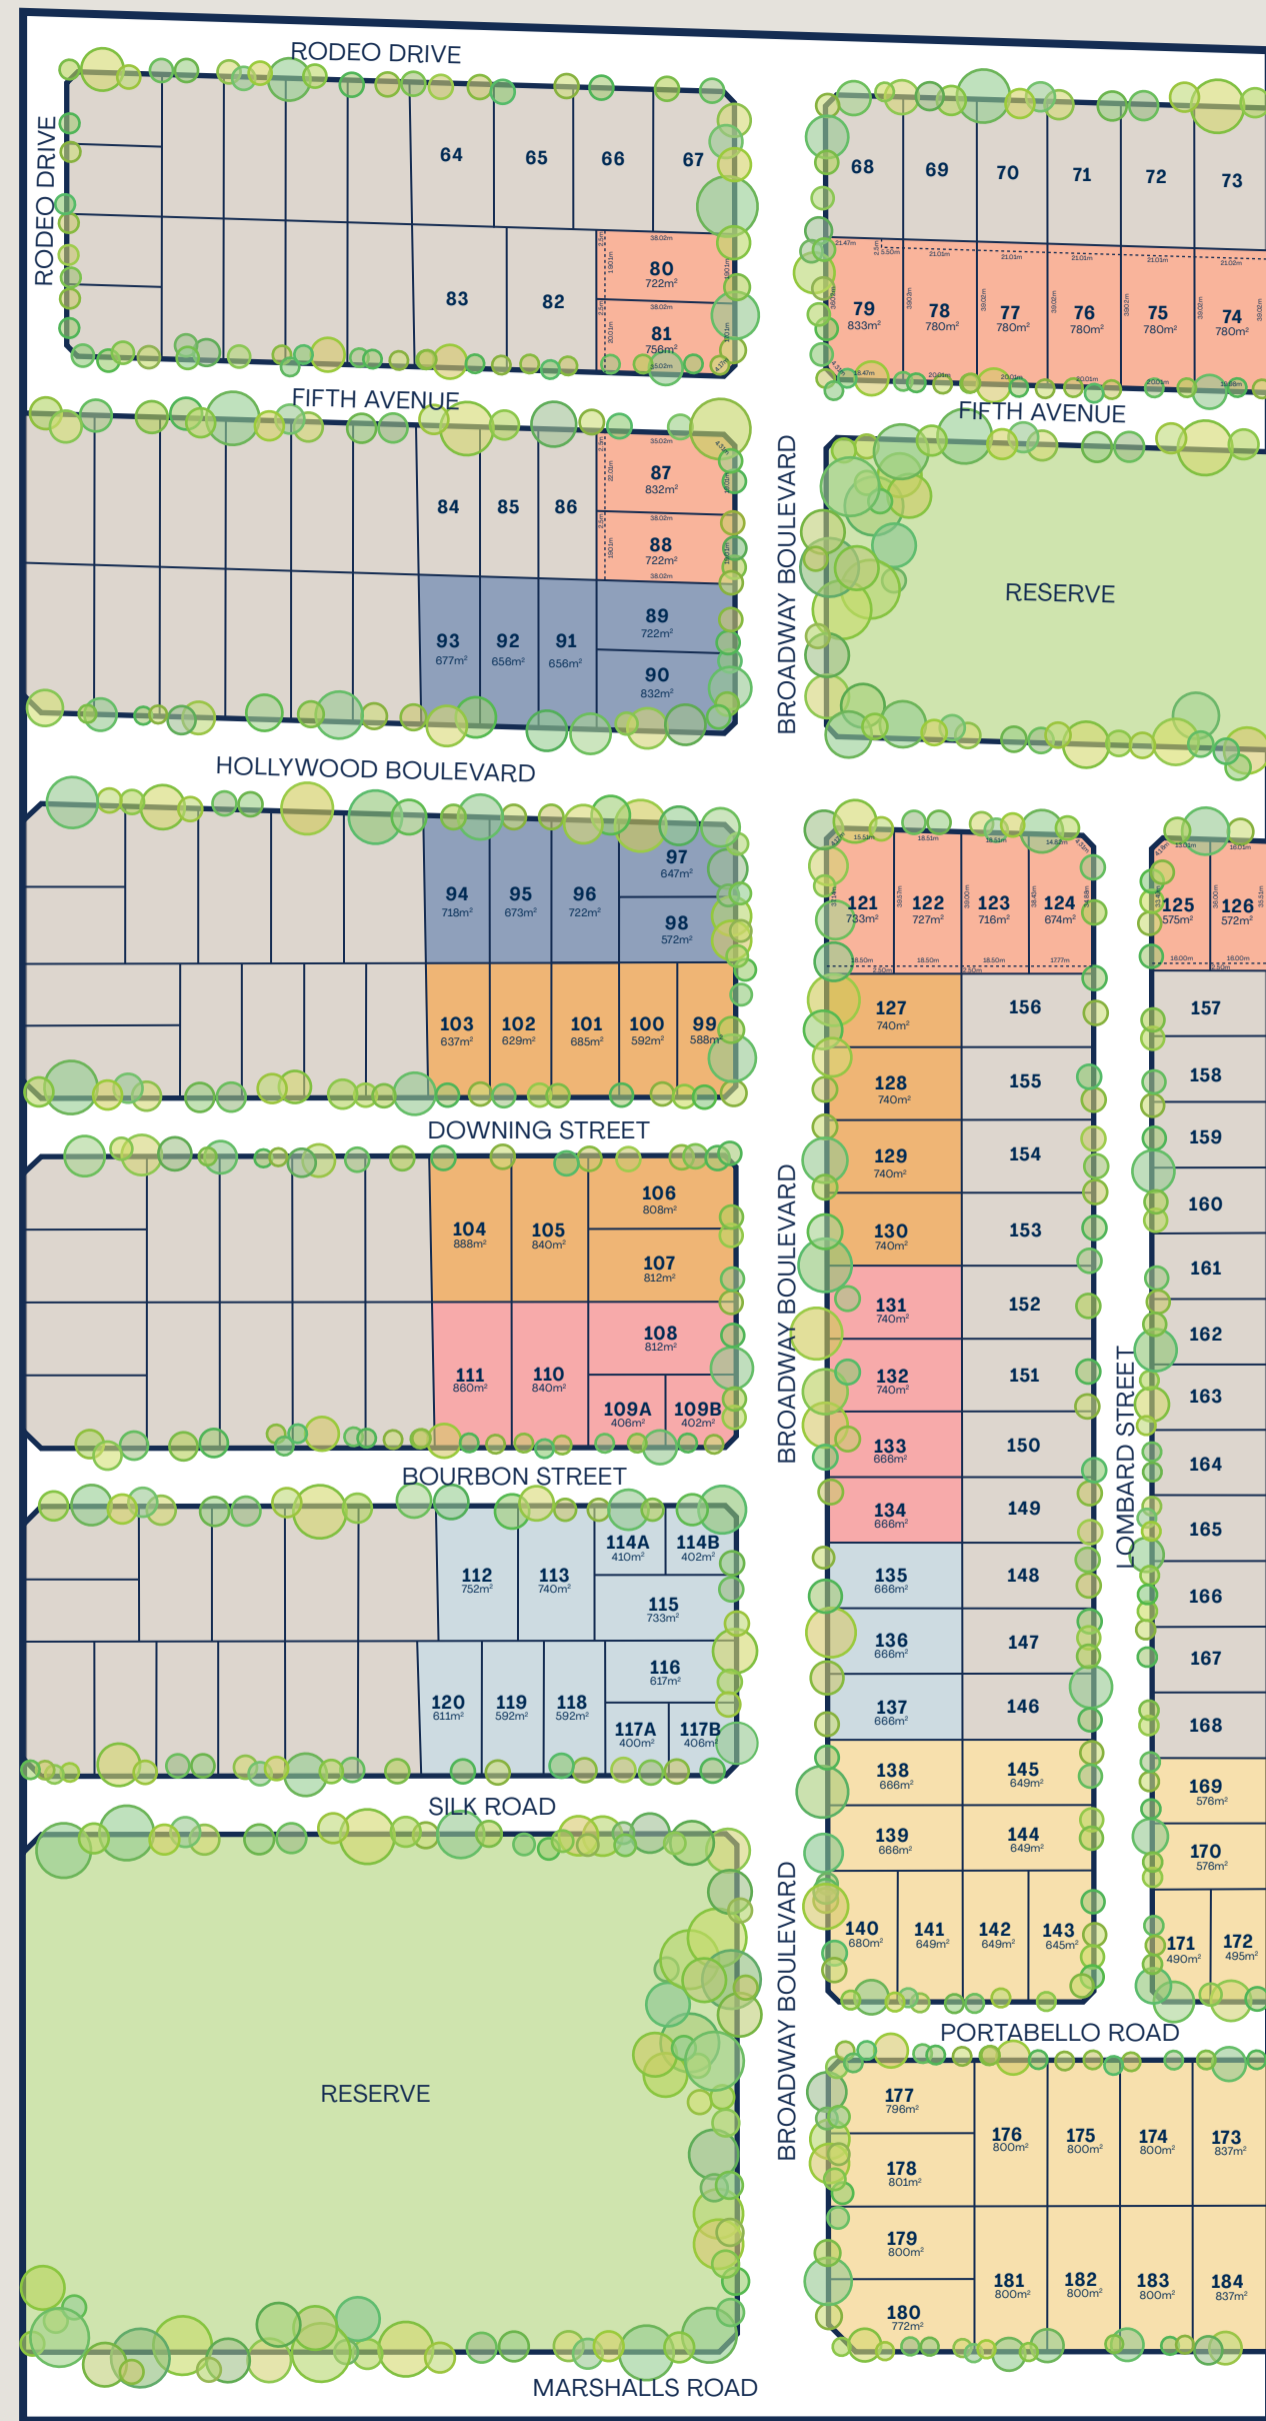 RODEO DRIVE
RODEO DRIVE
64
65
66
67
68
69
70
71
72
73
83
82
80
722m²
81
756m²
79
833m²
78
780m²
77
780m²
76
780m²
75
780m²
74
780m²
FIFTH AVENUE
FIFTH AVENUE
84
85
86
87
832m²
88
722m²
93
677m²
92
656m²
91
656m²
89
722m²
90
832m²
BROADWAY BOULEVARD
RESERVE
HOLLYWOOD BOULEVARD
94
718m²
95
673m²
96
722m²
97
647m²
98
572m²
103
637m²
102
629m²
101
685m²
100
592m²
99
588m²
121
733m²
122
727m²
123
716m²
124
674m²
125
575m²
126
572m²
DOWNING STREET
104
888m²
105
840m²
106
808m²
107
812m²
111
860m²
110
840m²
108
812m²
109A
406m²
109B
402m²
BOURBON STREET
BROADWAY BOULEVARD
127
740m²
156
128
740m²
155
129
740m²
154
130
740m²
153
131
740m²
152
132
740m²
151
133
666m²
150
134
666m²
149
135
666m²
148
136
666m²
147
137
666m²
146
138
666m²
145
649m²
139
666m²
144
649m²
140
680m²
141
649m²
142
649m²
143
645m²
LOMBARD STREET
157
158
159
160
161
162
163
164
165
166
167
168
169
576m²
170
576m²
171
490m²
172
495m²
112
752m²
113
740m²
114A
410m²
114B
402m²
115
733m²
120
611m²
119
592m²
118
592m²
116
617m²
117A
400m²
117B
406m²
SILK ROAD
RESERVE
BROADWAY BOULEVARD
PORTABELLO ROAD
177
796m²
178
801m²
176
800m²
175
800m²
174
800m²
173
837m²
179
800m²
180
772m²
181
800m²
182
800m²
183
800m²
184
837m²
MARSHALLS ROAD